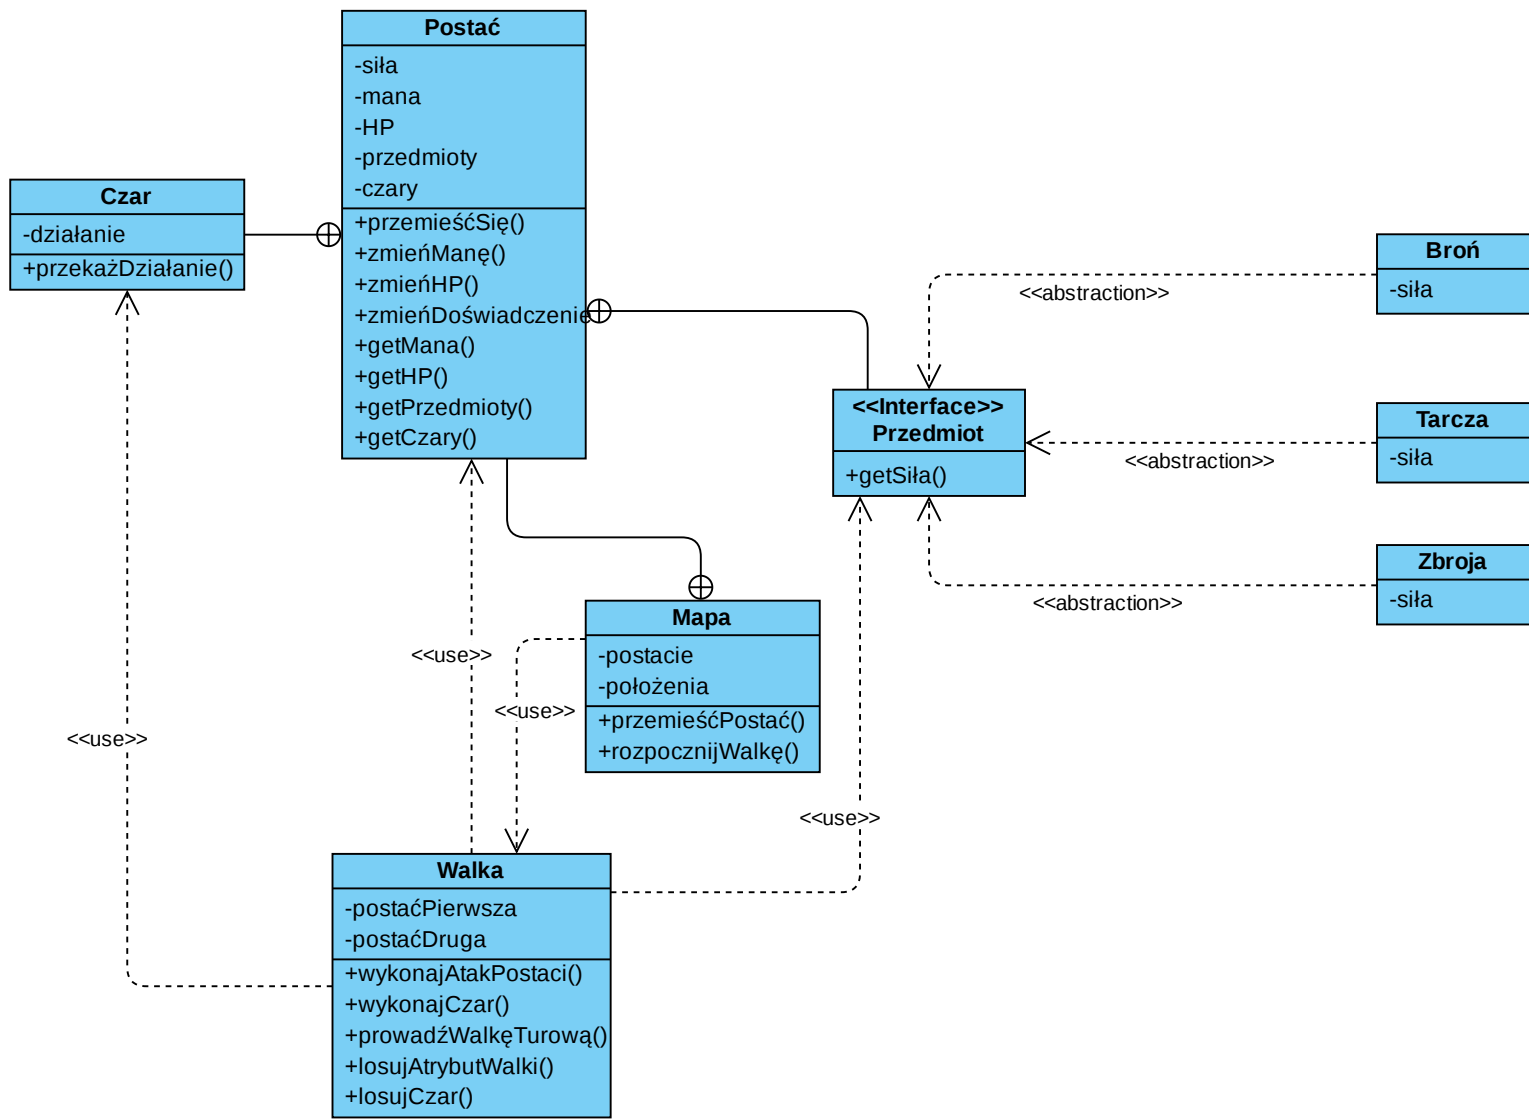 Postać
-siła
-mana
-HP
-przedmioty
-czary
+przemieśćSię()
+zmieńManę()
+zmieńHP()
+zmieńDoświadczenie
+getMana()
+getHP()
+getPrzedmioty()
+getCzary()
Czar
-działanie
+przekażDziałanie()
Broń
-siła
<<abstraction>>
<<Interface>>
Przedmiot
+getSiła()
Tarcza
-siła
<<abstraction>>
Zbroja
-siła
<<abstraction>>
Mapa
-postacie
-położenia
+przemieśćPostać()
+rozpocznijWalkę()
<<use>>
<<use>>
<<use>>
<<use>>
Walka
-postaćPierwsza
-postaćDruga
+wykonajAtakPostaci()
+wykonajCzar()
+prowadźWalkęTurową()
+losujAtrybutWalki()
+losujCzar()